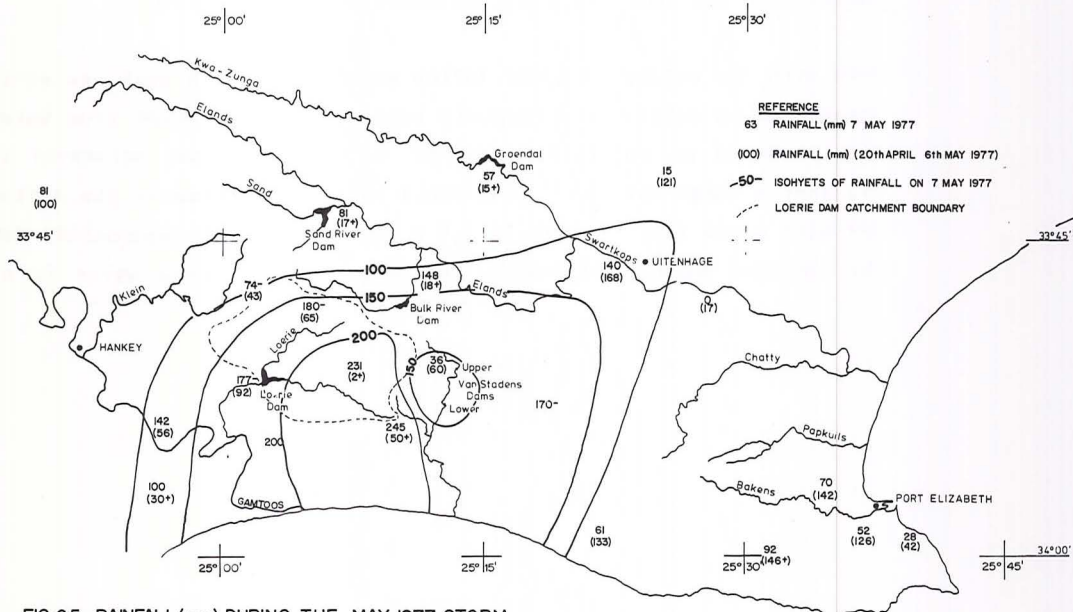 25° 00'
25° 15'
25° 30'
Kwa-Zunga
Elands
REFERENCE
63 RAINFALL (mm) 7 MAY 1977
(100) RAINFALL (mm) (20th APRIL 6th MAY 1977)
-50- ISOHYETS OF RAINFALL ON 7 MAY 1977
LOERIE DAM CATCHMENT BOUNDARY
Groendal
Dam
57
(15+)
15
(121)
81
(100)
Sand
81
(17+)
Sand River
Dam
33°45'
33°45'
Swartkops
UITENHAGE
140
(168)
100
148
(18+)
Elands
74-
(43)
Klein
150
180-
(65)
Bulk River
Dam
0
(17)
HANKEY
Loerie
200
150
36
(60)
Upper
Van Stadens
Dams
Lower
Chatty
231
(2+)
177-
(92)
Loerie
Dam
170-
142
(56)
245
(50+)
200
Papkuils
100
(30+)
GAMTOOS
Bakens
70
(142)
PORT ELIZABETH
61
(133)
52
(126)
28
(42)
92
(146+)
34°00'
25° 00'
25° 15'
25° 30'
25° 45'
FIG 2.5 RAINFALL (mm) DURING THE MAY 1977 STORM